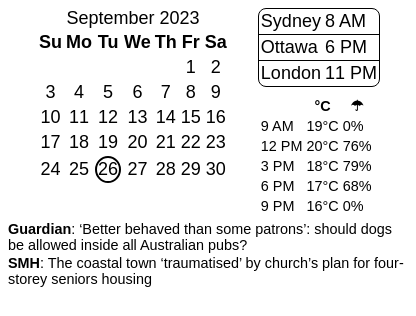 September 2023
Su Mo Tu We Th Fr Sa
1 2
3 4 5 6 7 8 9
10 11 12 13 14 15 16
17 18 19 20 21 22 23
24 25 26 27 28 29 30
Sydney 8 AM
Ottawa 6 PM
London 11 PM
°C ☂
9 AM 19°C 0%
12 PM 20°C 76%
3 PM 18°C 79%
6 PM 17°C 68%
9 PM 16°C 0%
Guardian: ‘Better behaved than some patrons’: should dogs
be allowed inside all Australian pubs?
SMH: The coastal town ‘traumatised’ by church’s plan for four-
storey seniors housing